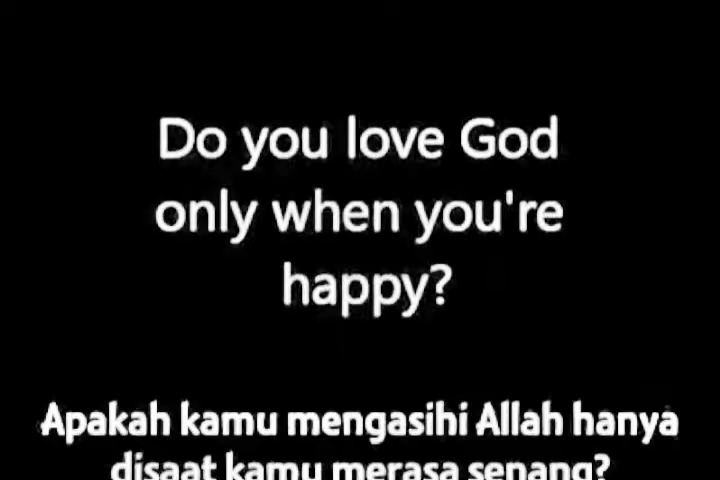 Do you love God
only when you're
happy?
Apakah kamu mengasihi Allah hanya
disaat kamu merasa senang?